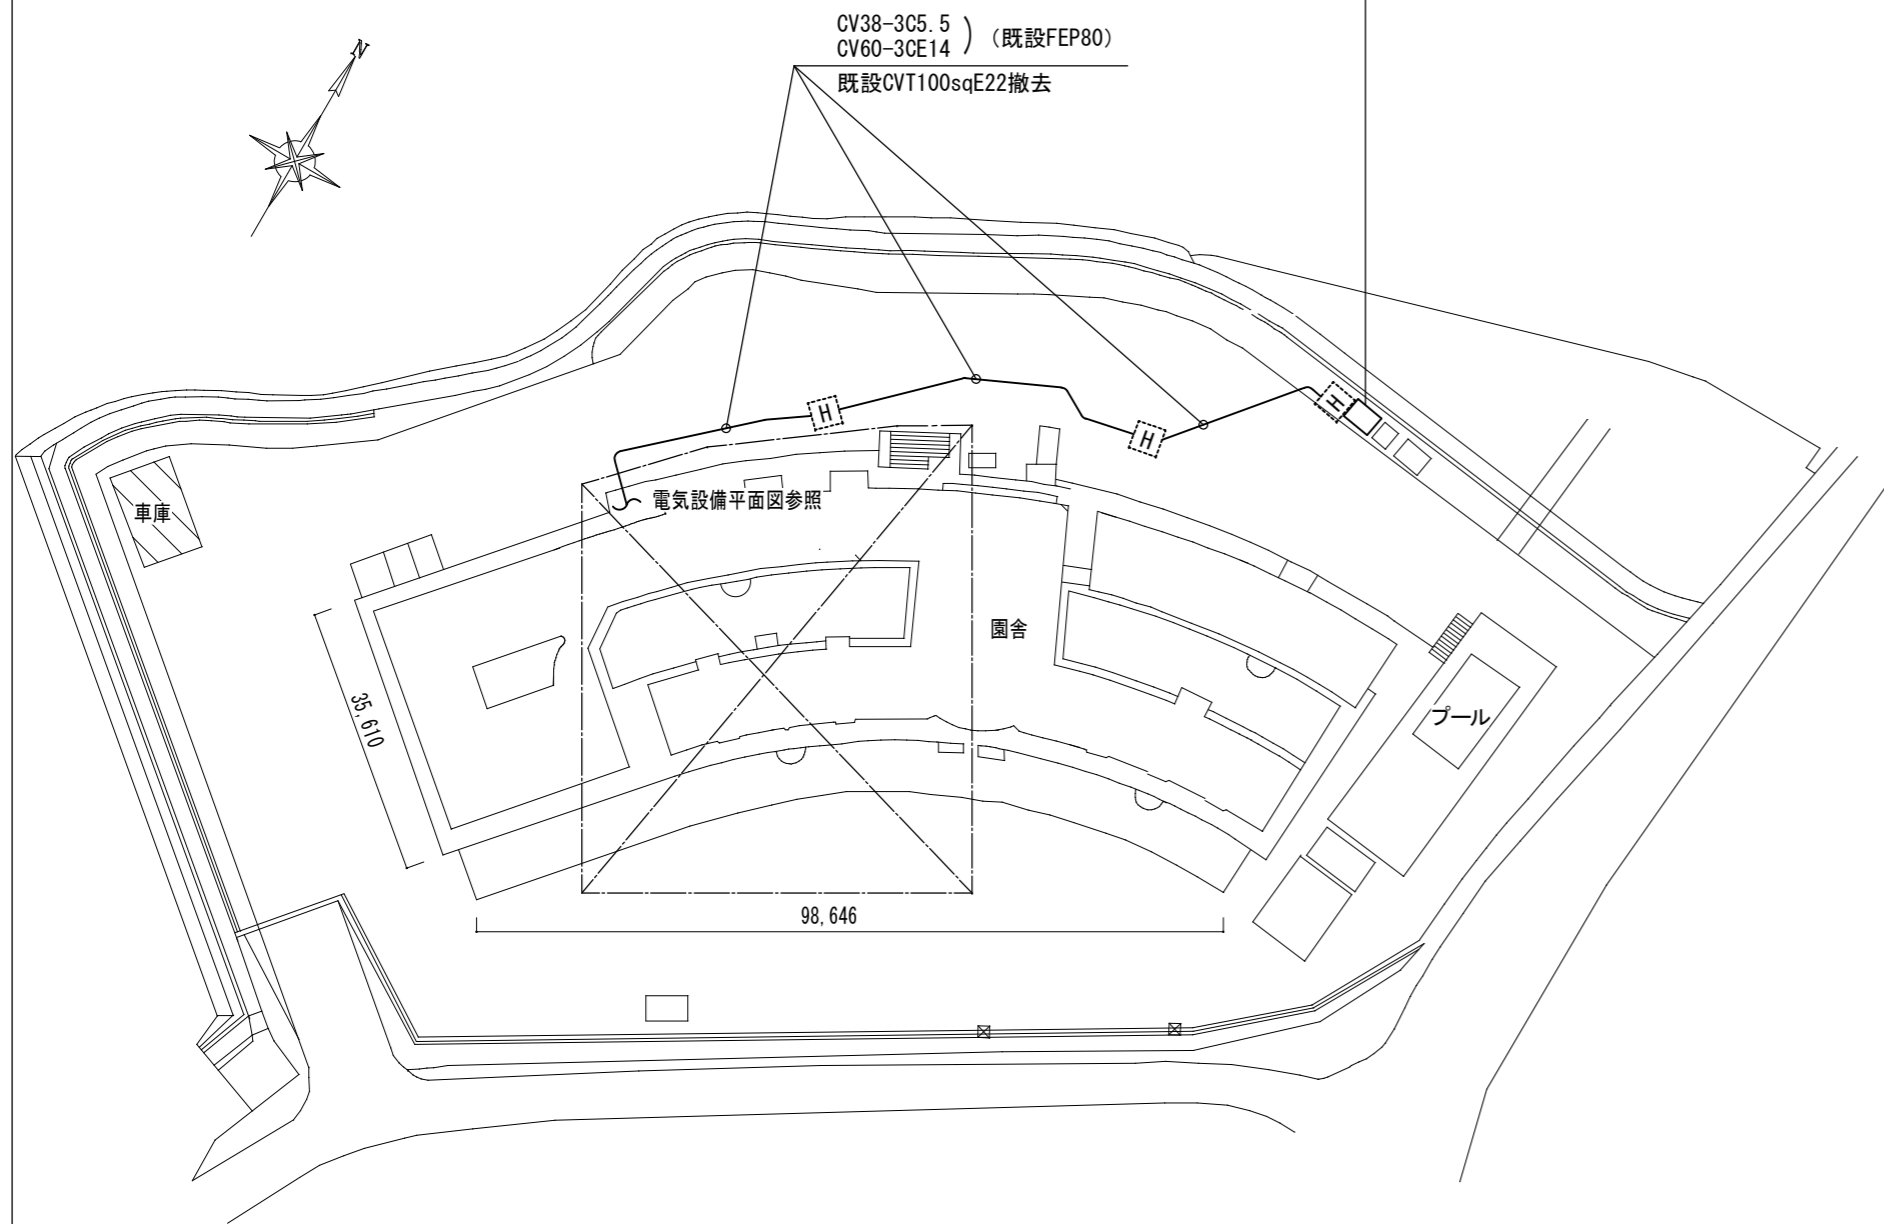 CV38-3C5.5
CV60-3CE14
) (既設FEP80)
既設CVT100sqE22撤去
N
H
H
H
電気設備平面図参照
車庫
園舎
プール
35,610
98,646